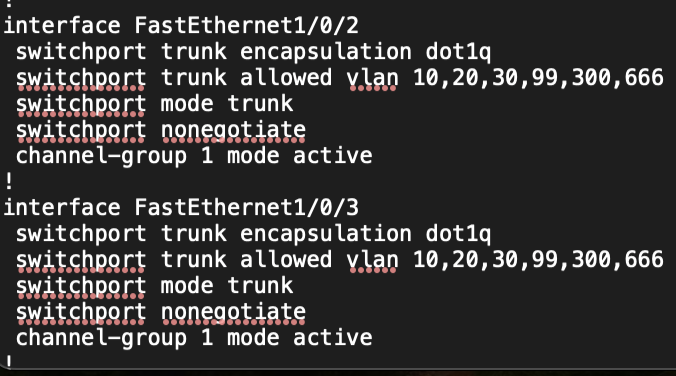 !
interface FastEthernet1/0/2
switchport trunk encapsulation dot1q
switchport trunk allowed vlan 10,20,30,99,300,666
switchport mode trunk
switchport nonegotiate
channel-group 1 mode active
!
interface FastEthernet1/0/3
switchport trunk encapsulation dot1q
switchport trunk allowed vlan 10,20,30,99,300,666
switchport mode trunk
switchport nonegotiate
channel-group 1 mode active
!